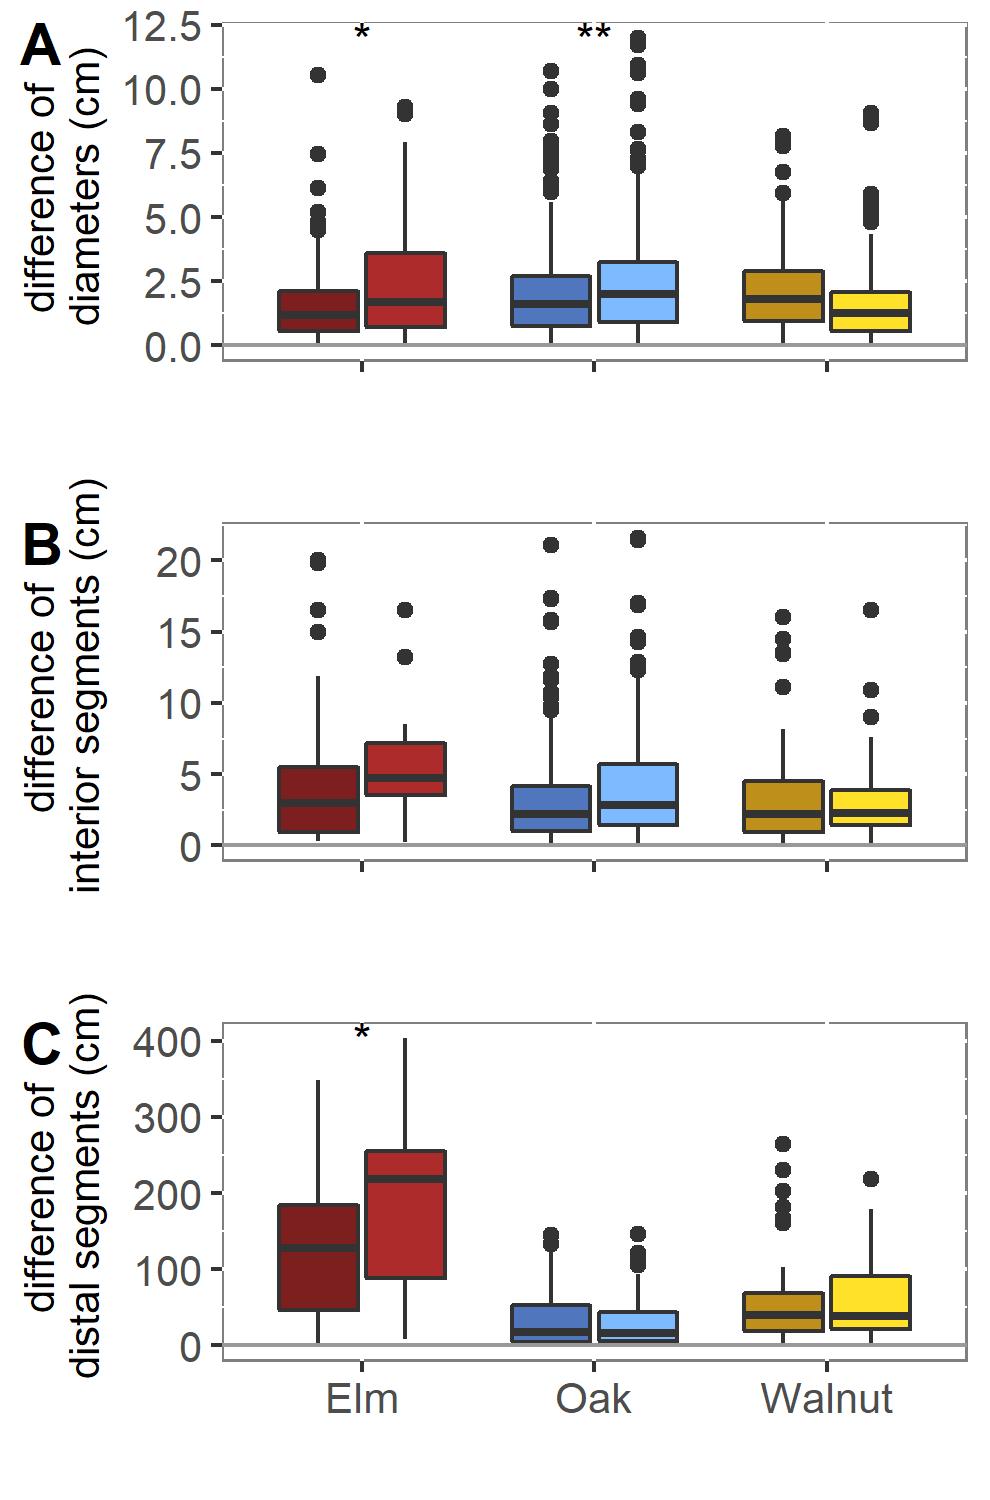 A
difference of
diameters (cm)
12.5
10.0
7.5
5.0
2.5
0.0
*
**
B
difference of
interior segments (cm)
20
15
10
5
0
C
difference of
distal segments (cm)
400
300
200
100
0
*
Elm
Oak
Walnut